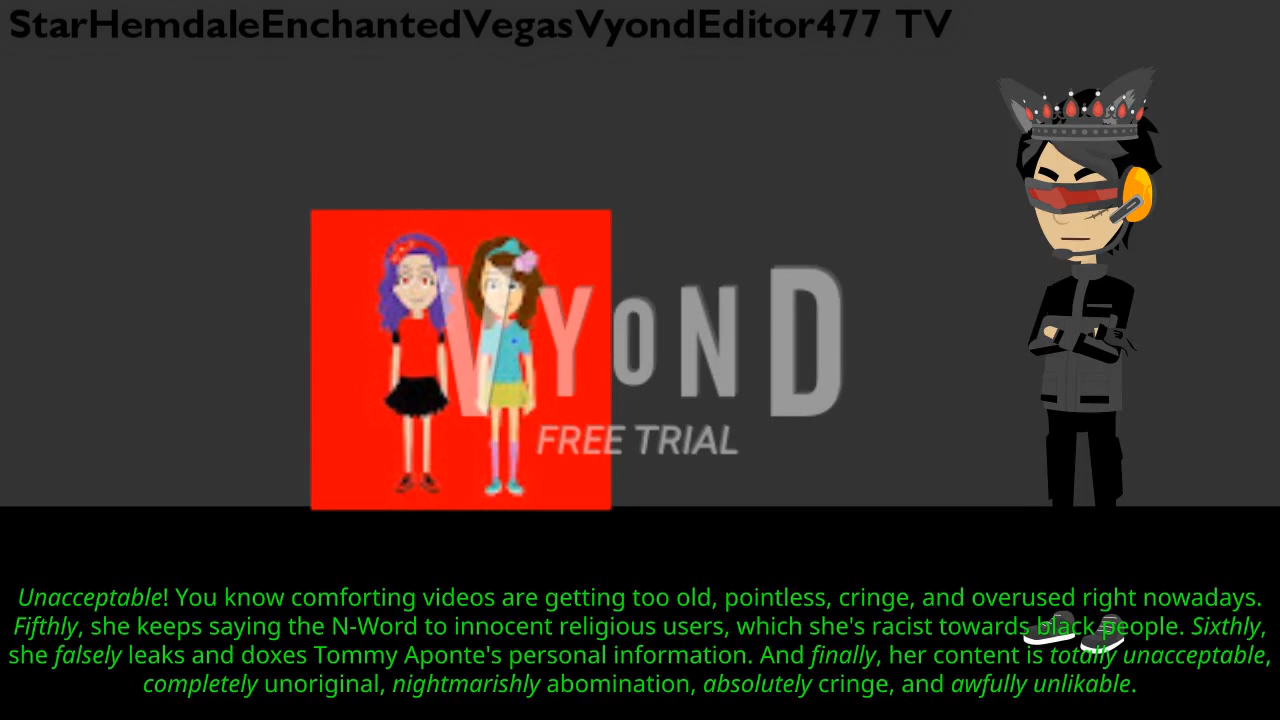 StarHemdaleEnchantedVegasVyondEditor477 TV
VYOND
FREE TRIAL
Unacceptable! You know comforting videos are getting too old, pointless, cringe, and overused right nowadays.
Fifthly, she keeps saying the N-Word to innocent religious users, which she's racist towards black people. Sixthly,
she falsely leaks and doxes Tommy Aponte's personal information. And finally, her content is totally unacceptable,
completely unoriginal, nightmarishly abomination, absolutely cringe, and awfully unlikable.